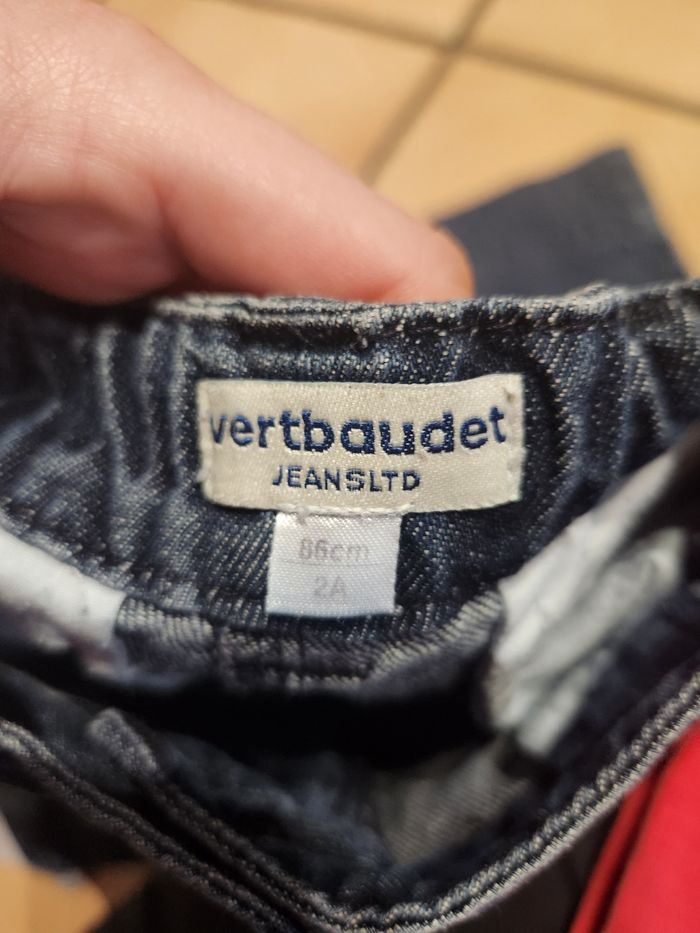 vertbaudet
JEANSLTD
86cm
2A